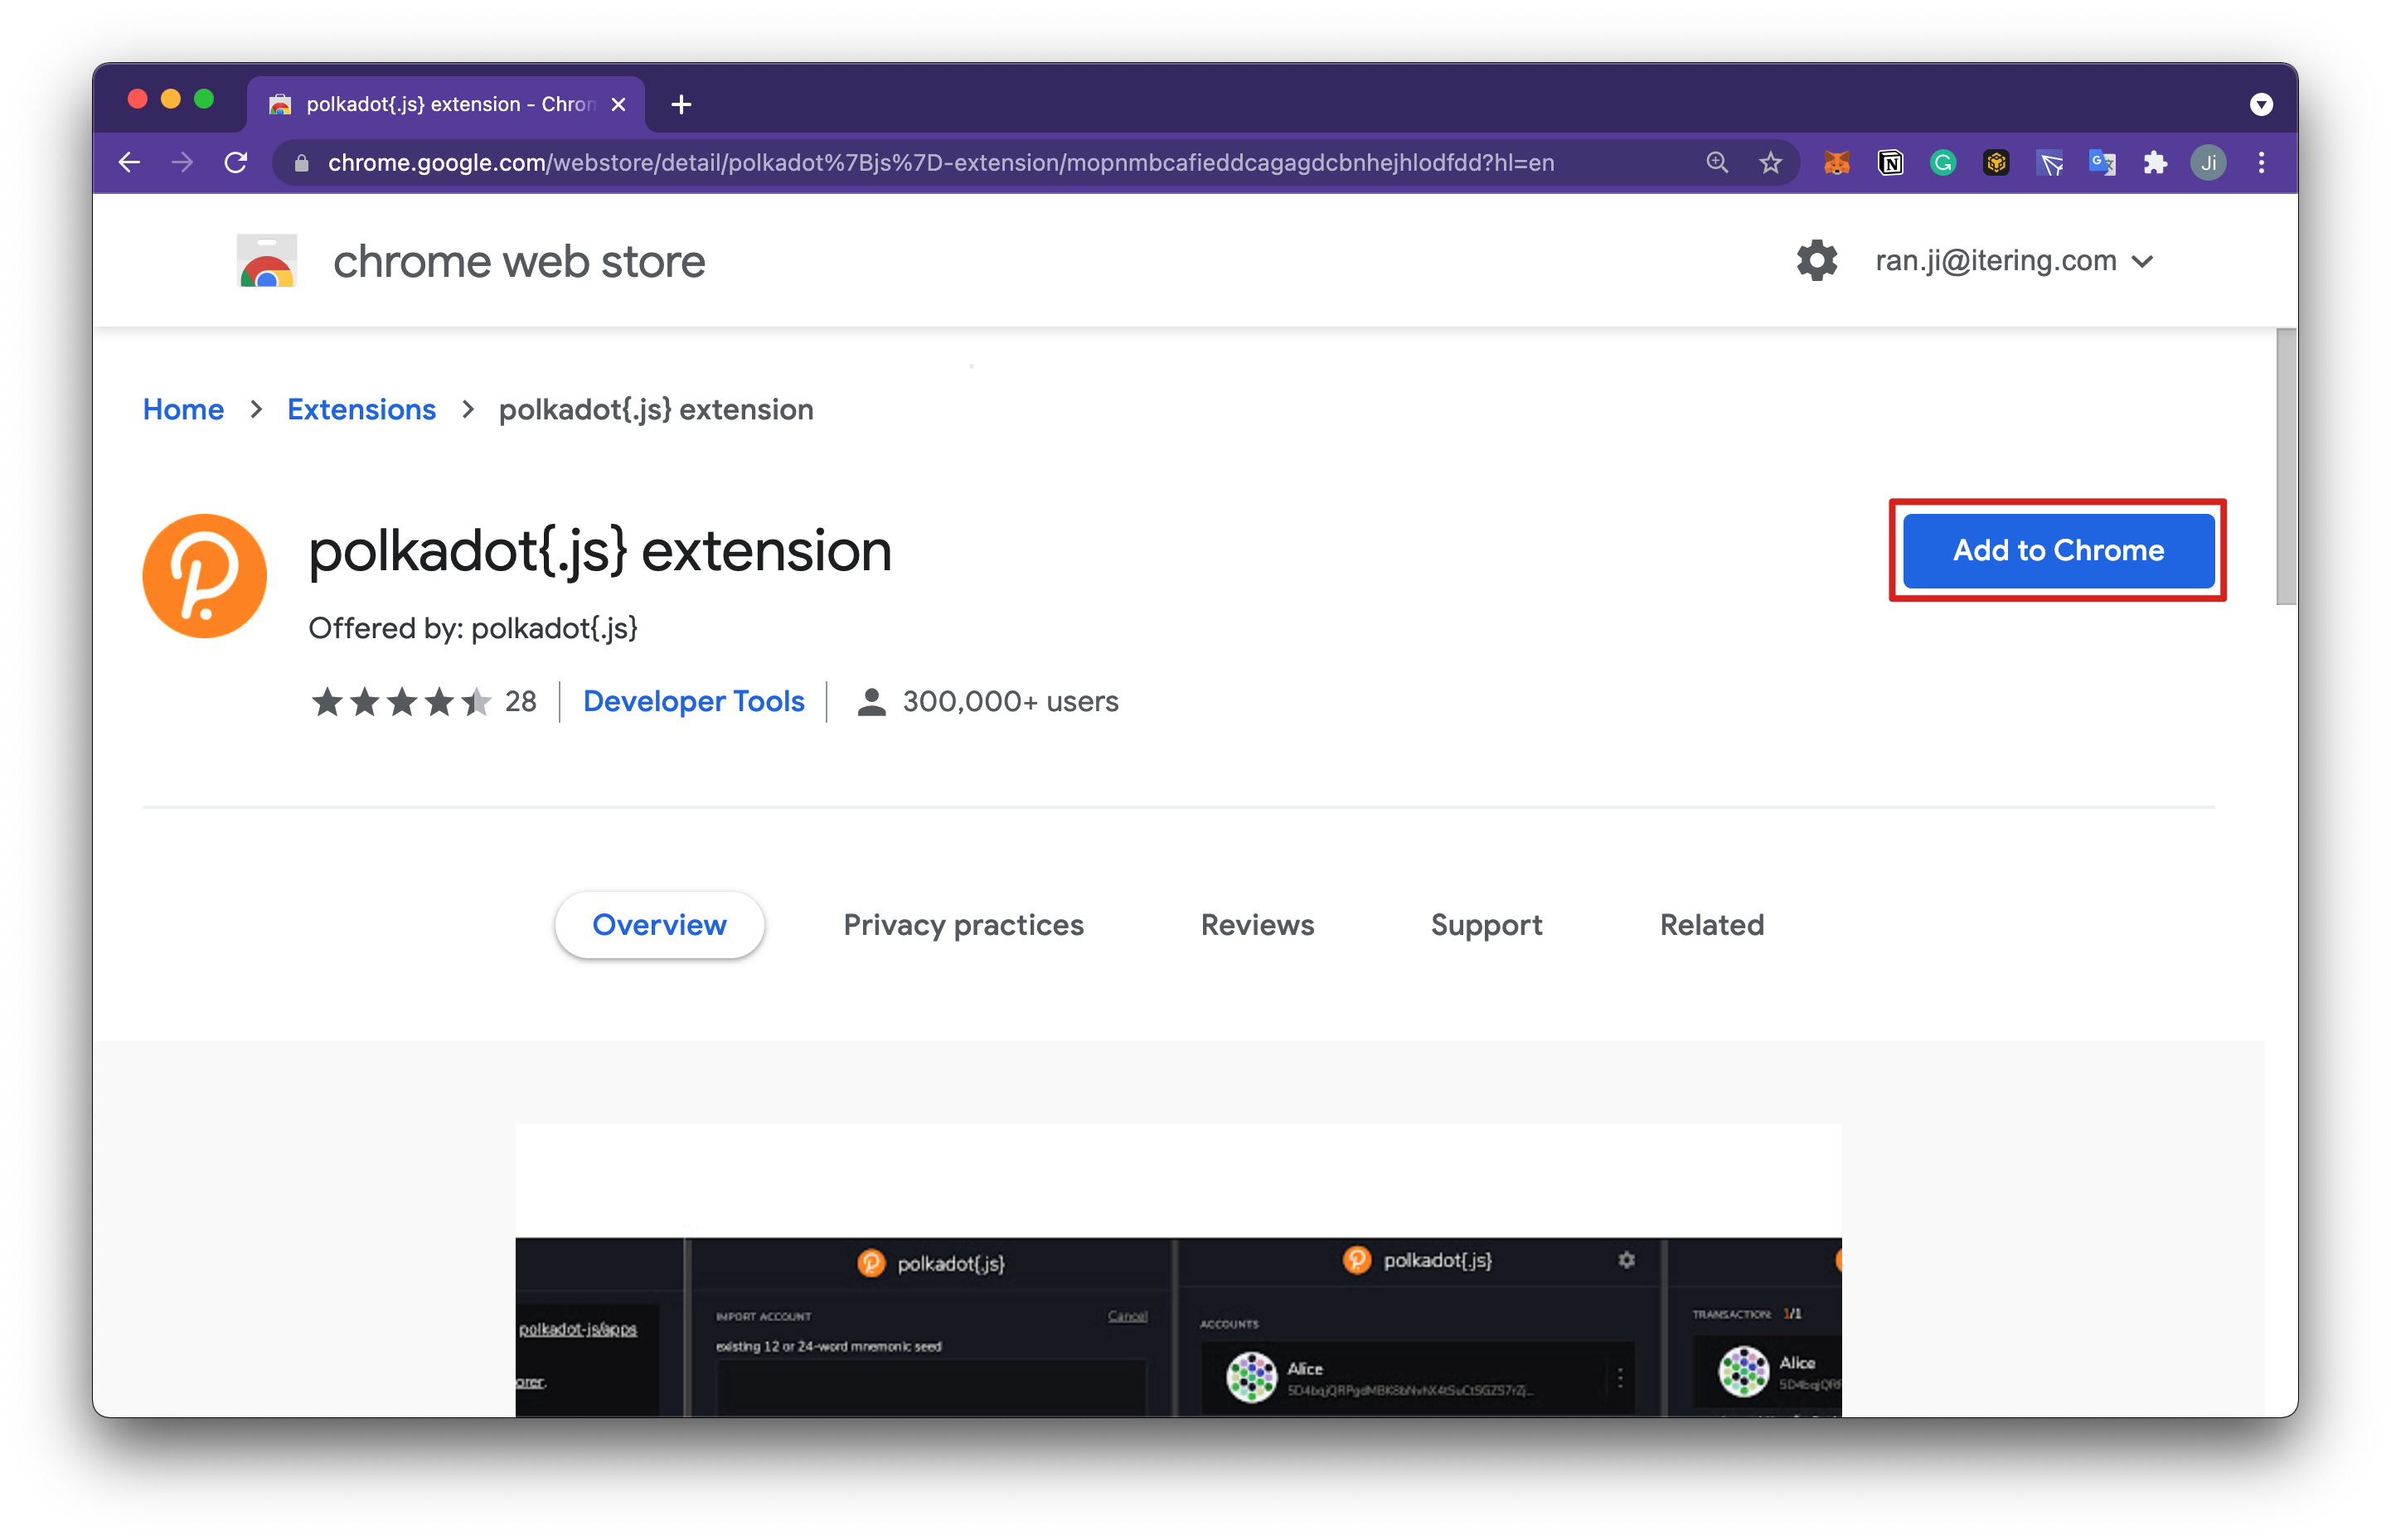 polkadot{.js} extension - Chron
chrome.google.com/webstore/detail/polkadot%7Bjs%7D-extension/mopnmbcafieddcagagdcbnhejhlodfdd?hl=en
Ji
chrome web store
ran.ji@itering.com
Home > Extensions > polkadot{.js} extension
polkadot{.js} extension
Add to Chrome
Offered by: polkadot{.js}
28 Developer Tools 300,000+ users
Overview Privacy practices Reviews Support Related
polkadot{.js} polkadot{.js}
IMPORT ACCOUNT Cancel ACCOUNTS TRANSACTION: 1/1
polkadot-js/apps existing 12 or 24-word mnemonic seed
Alice Alice
orer.